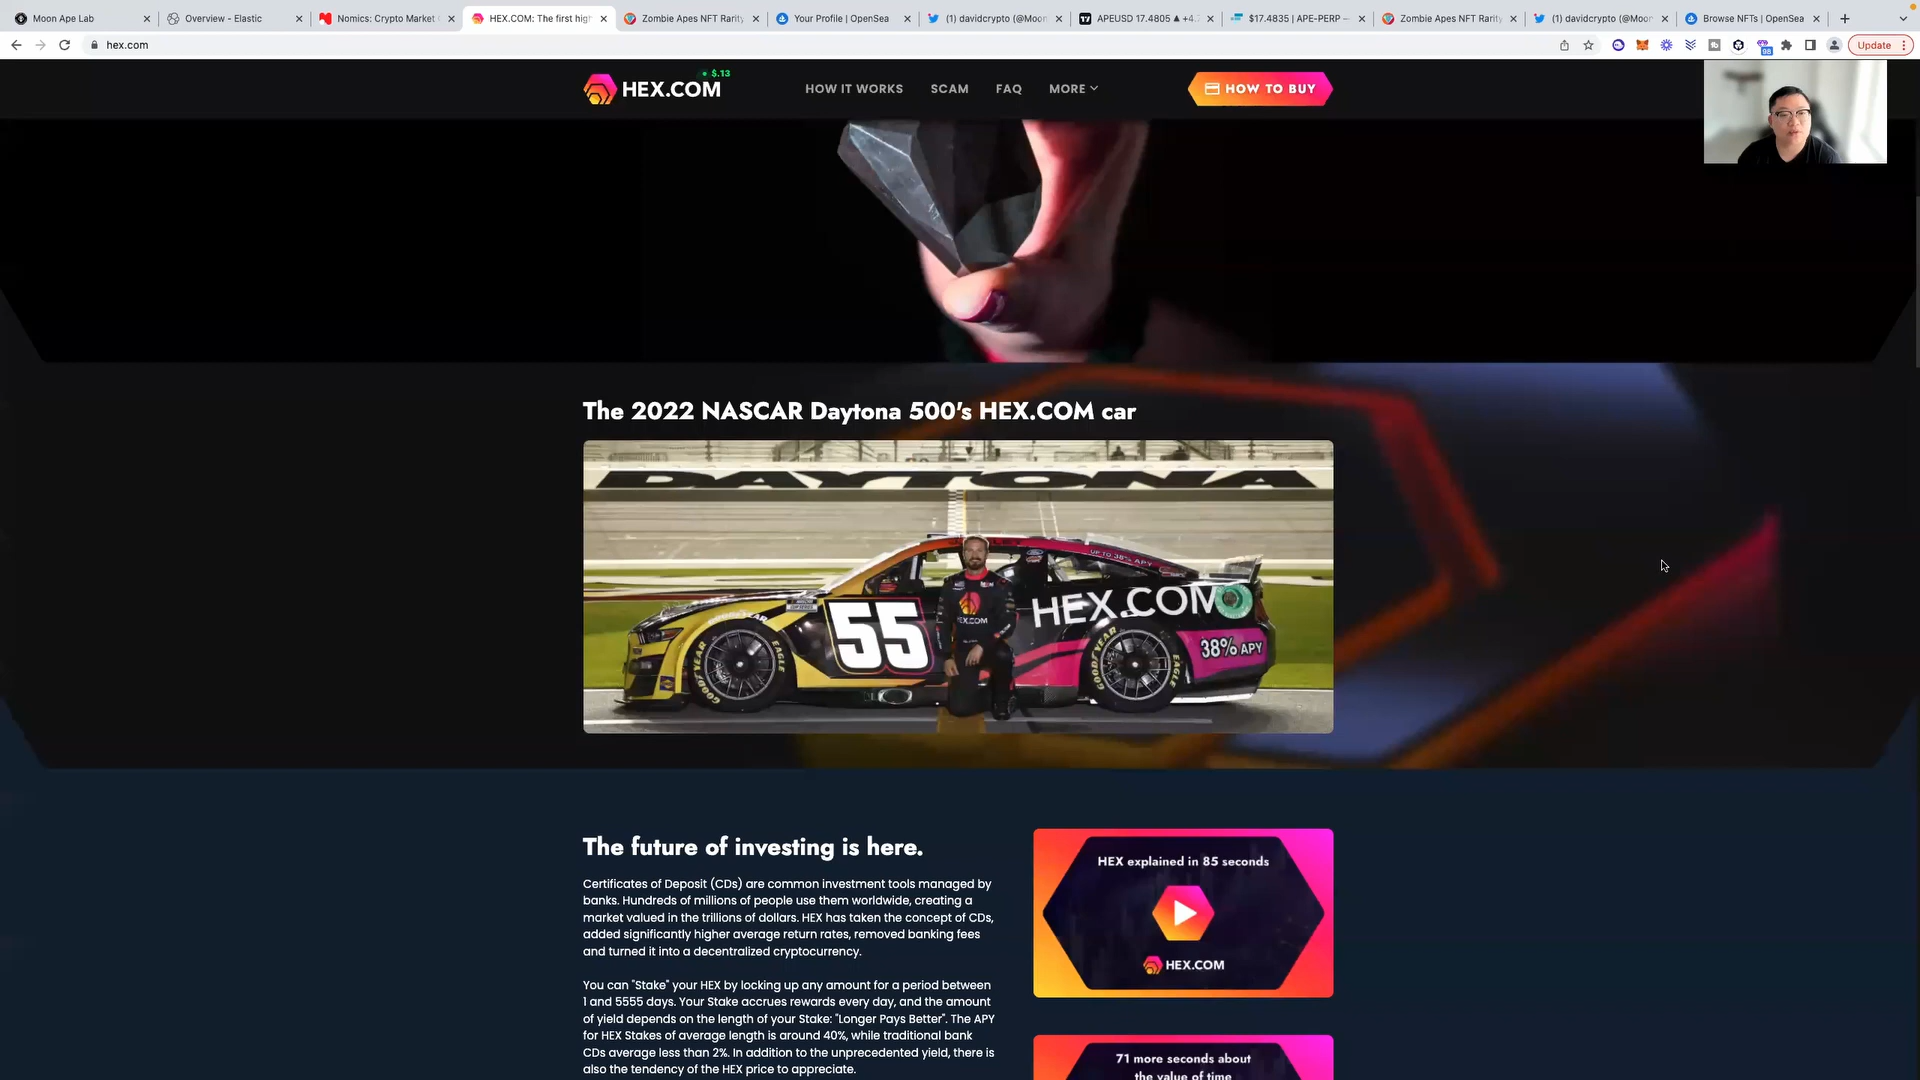 Moon Ape Lab
Overview - Elastic
Nomics: Crypto Market
HEX.COM: The first hig
Zombie Apes NFT Rarity
Your Profile | OpenSea
(1) davidcrypto (@Moon
APEUSD 17.4805 ▲ +4.
$17.4835 | APE-PERP —
Zombie Apes NFT Rarity
(1) davidcrypto (@Moon
Browse NFTs | OpenSea
hex.com
98
Update
$.13
HEX.COM
HOW IT WORKS
SCAM
FAQ
MORE
HOW TO BUY
The 2022 NASCAR Daytona 500's HEX.COM car
DAYTONA
UP TO 38% APY
55
HEX.COM
HEX.COM
38% APY
GOODYEAR
EAGLE
GOODYEAR
EAGLE
The future of investing is here.
Certificates of Deposit (CDs) are common investment tools managed by
banks. Hundreds of millions of people use them worldwide, creating a
market valued in the trillions of dollars. HEX has taken the concept of CDs,
added significantly higher average return rates, removed banking fees
and turned it into a decentralized cryptocurrency.
You can "Stake" your HEX by locking up any amount for a period between
1 and 5555 days. Your Stake accrues rewards every day, and the amount
of yield depends on the length of your Stake: "Longer Pays Better". The APY
for HEX Stakes of average length is around 40%, while traditional bank
CDs average less than 2%. In addition to the unprecedented yield, there is
also the tendency of the HEX price to appreciate.
HEX explained in 85 seconds
HEX.COM
71 more seconds about
the value of time